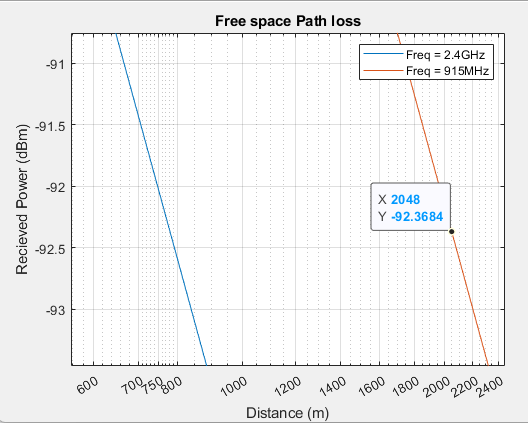 Free space Path loss
Freq = 2.4GHz
Freq = 915MHz
Recieved Power (dBm)
-91
-91.5
-92
-92.5
-93
X 2048
Y -92.3684
600
700
750
800
1000
1200
1400
1600
1800
2000
2200
2400
Distance (m)